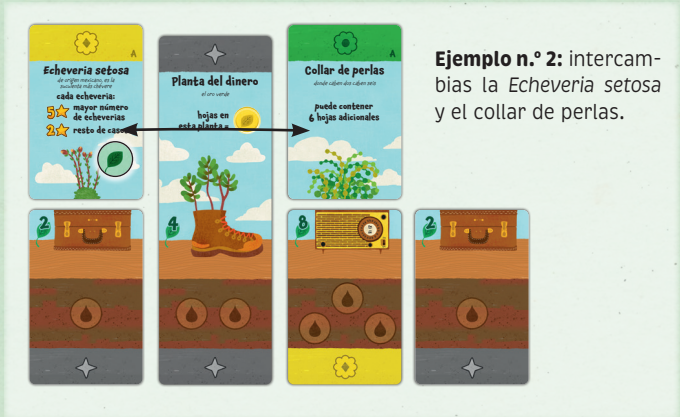 A
Echeveria setosa
de origen mexicano, es la
suculenta más chévere
cada echeveria:
5 mayor número
de echeverias
2 resto de casos
Planta del dinero
el oro verde
hojas en
esta planta =
A
Collar de perlas
donde caben dos caben seis
puede contener
6 hojas adicionales
Ejemplo n.º 2: intercam-
bias la Echeveria setosa
y el collar de perlas.
2
4
8
2